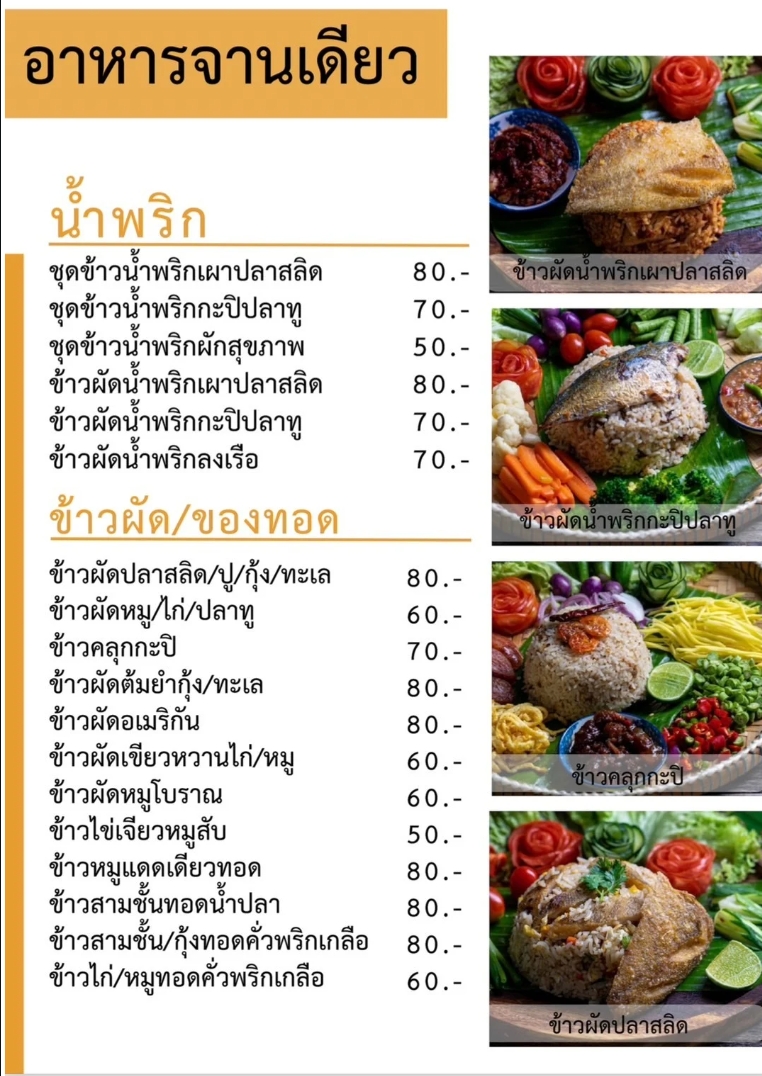 อาหารจานเดียว
น้ำพริก
ชุดข้าวน้ำพริกเผาปลาสลิด 80.-
ชุดข้าวน้ำพริกกะปิปลาทู 70.-
ชุดข้าวน้ำพริกผักสุขภาพ 50.-
ข้าวผัดน้ำพริกเผาปลาสลิด 80.-
ข้าวผัดน้ำพริกกะปิปลาทู 70.-
ข้าวผัดน้ำพริกลงเรือ 70.-
ข้าวผัด/ของทอด
ข้าวผัดปลาสลิด/ปู/กุ้ง/ทะเล 80.-
ข้าวผัดหมู/ไก่/ปลาทู 60.-
ข้าวคลุกกะปิ 70.-
ข้าวผัดต้มยำกุ้ง/ทะเล 80.-
ข้าวผัดอเมริกัน 80.-
ข้าวผัดเขียวหวานไก่/หมู 60.-
ข้าวผัดหมูโบราณ 60.-
ข้าวไข่เจียวหมูสับ 50.-
ข้าวหมูแดดเดียวทอด 80.-
ข้าวสามชั้นทอดน้ำปลา 80.-
ข้าวสามชั้น/กุ้งทอดคั่วพริกเกลือ 80.-
ข้าวไก่/หมูทอดคั่วพริกเกลือ 60.-
ข้าวผัดน้ำพริกเผาปลาสลิด
ข้าวผัดน้ำพริกกะปิปลาทู
ข้าวคลุกกะปิ
ข้าวผัดปลาสลิด